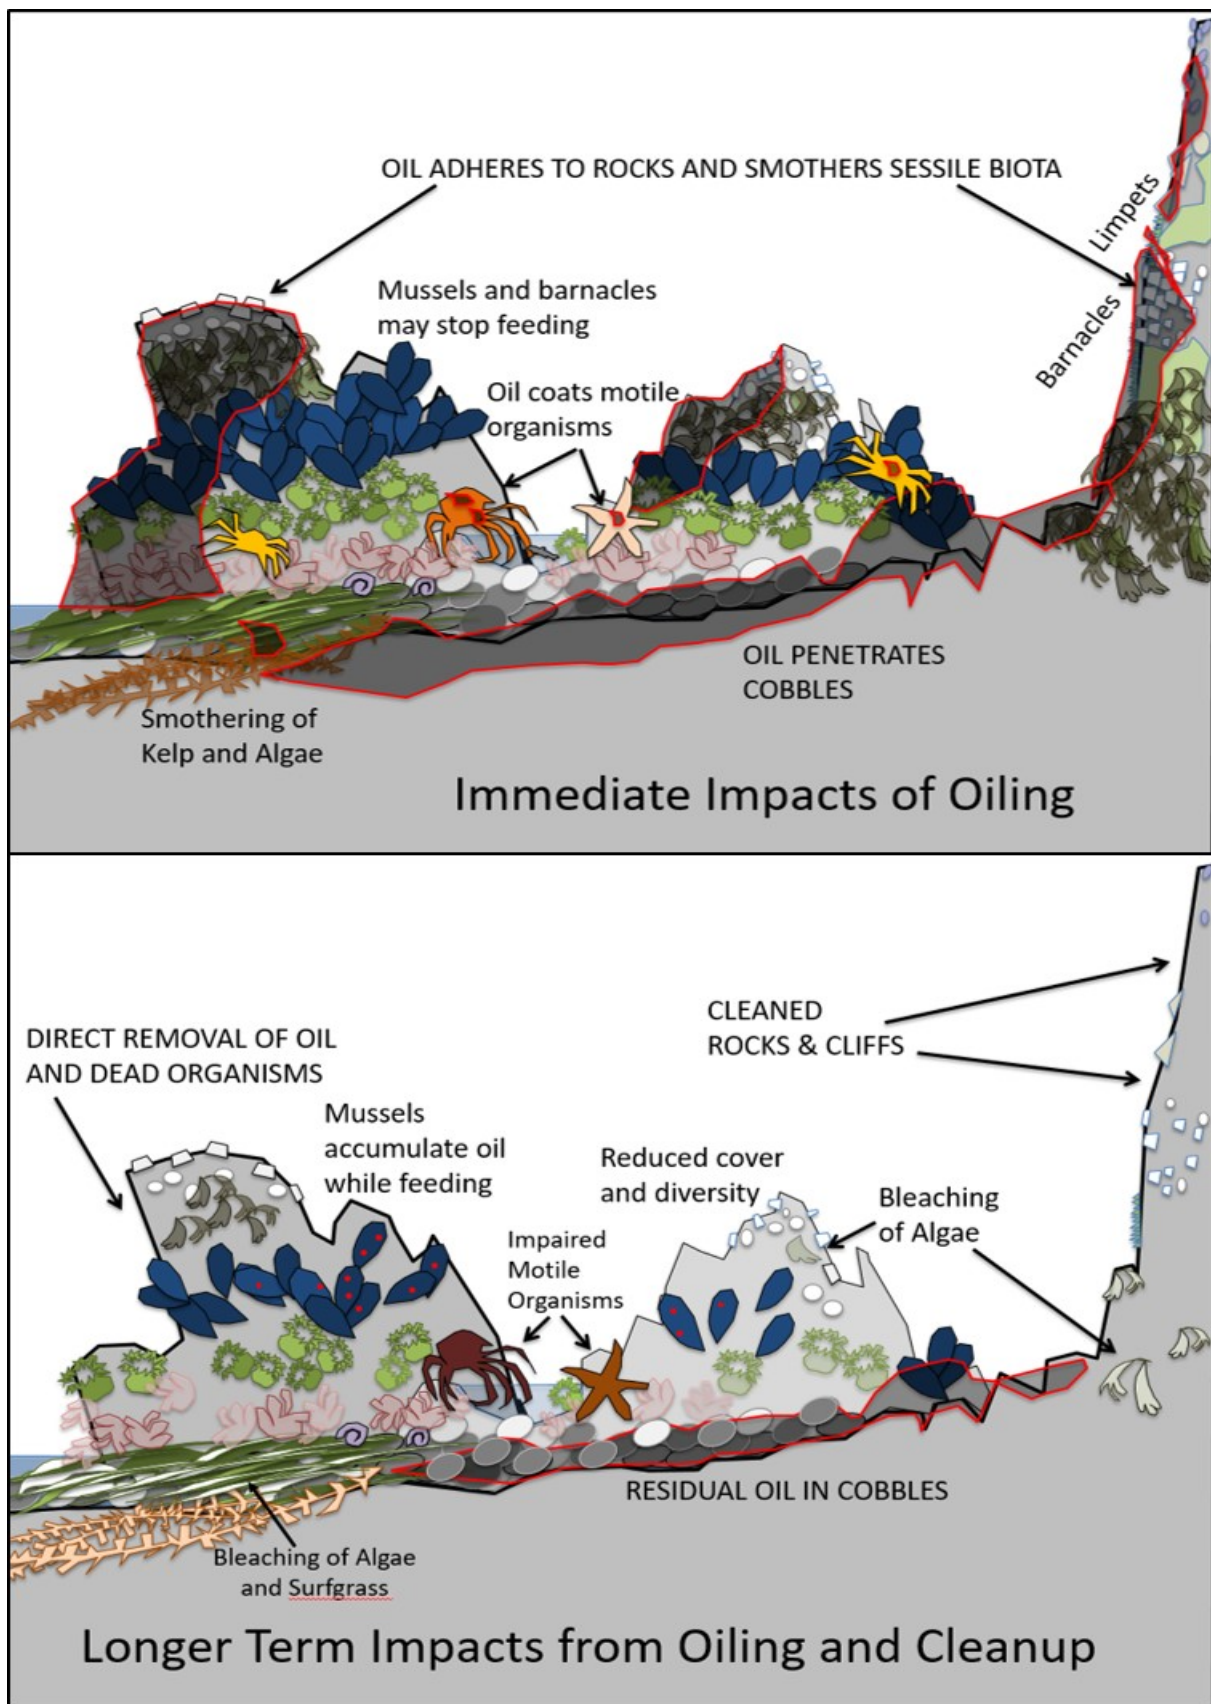 OIL ADHERES TO ROCKS AND SMOTHERS SESSILE BIOTA
Limpets
Barnacles
Mussels and barnacles
may stop feeding
Oil coats motile
organisms
OIL PENETRATES
COBBLES
Smothering of
Kelp and Algae
Immediate Impacts of Oiling
DIRECT REMOVAL OF OIL
AND DEAD ORGANISMS
CLEANED
ROCKS & CLIFFS
Mussels
accumulate oil
while feeding
Reduced cover
and diversity
Bleaching
of Algae
Impaired
Motile
Organisms
RESIDUAL OIL IN COBBLES
Bleaching of Algae
and Surfgrass
Longer Term Impacts from Oiling and Cleanup